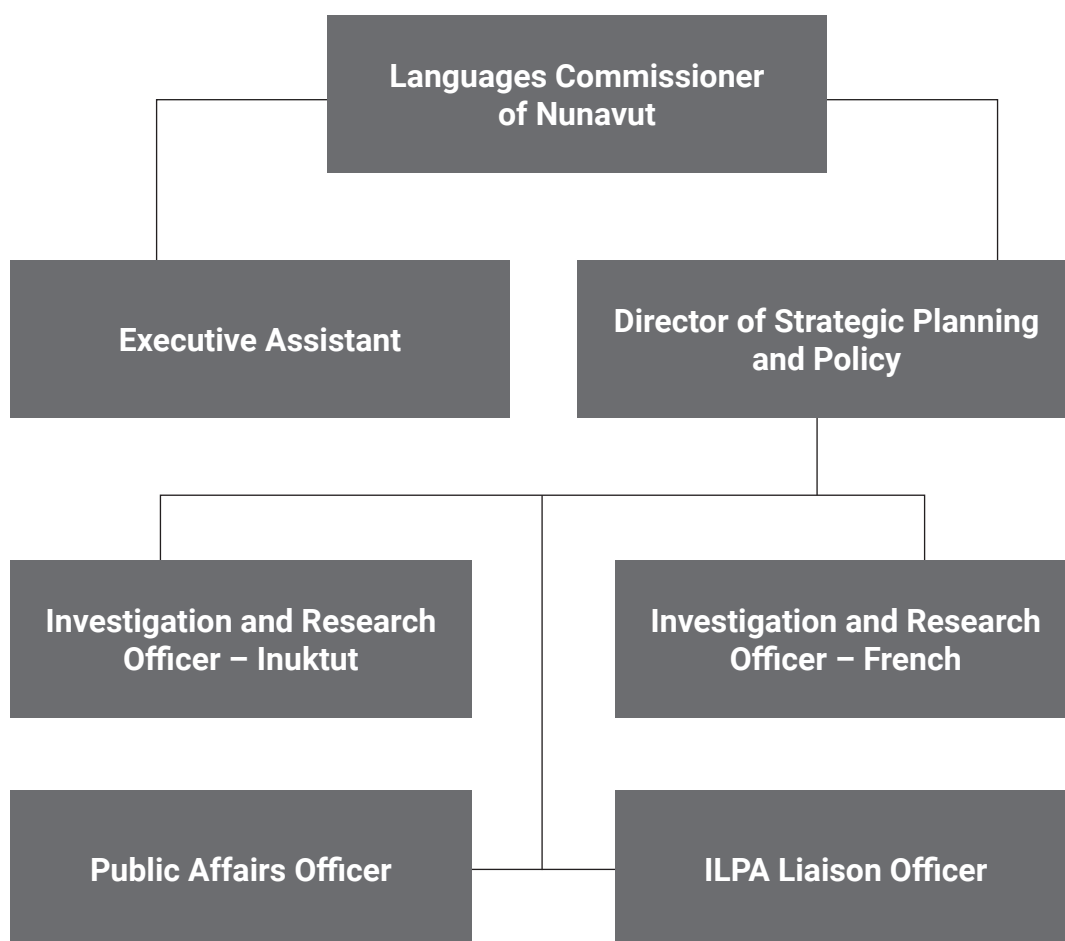 Languages Commissioner
of Nunavut
Executive Assistant
Director of Strategic Planning
and Policy
Investigation and Research
Officer – Inuktut
Investigation and Research
Officer – French
Public Affairs Officer
ILPA Liaison Officer